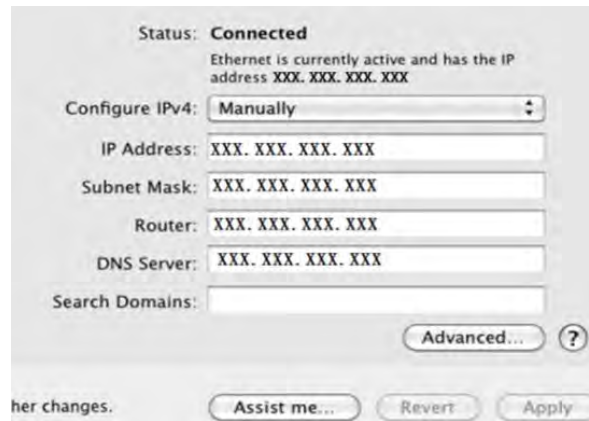 Status: Connected
Ethernet is currently active and has the IP
address XXX. XXX. XXX. XXX
Configure IPv4: Manually
IP Address: XXX. XXX. XXX. XXX
Subnet Mask: XXX. XXX. XXX. XXX
Router: XXX. XXX. XXX. XXX
DNS Server: XXX. XXX. XXX. XXX
Search Domains:
Advanced... ?
her changes. Assist me... Revert Apply